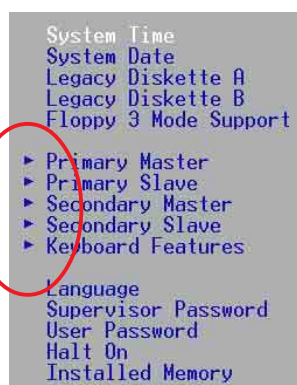 System Time
System Date
Legacy Diskette A
Legacy Diskette B
Floppy 3 Mode Support
Primary Master
Primary Slave
Secondary Master
Secondary Slave
Keyboard Features
Language
Supervisor Password
User Password
Halt On
Installed Memory